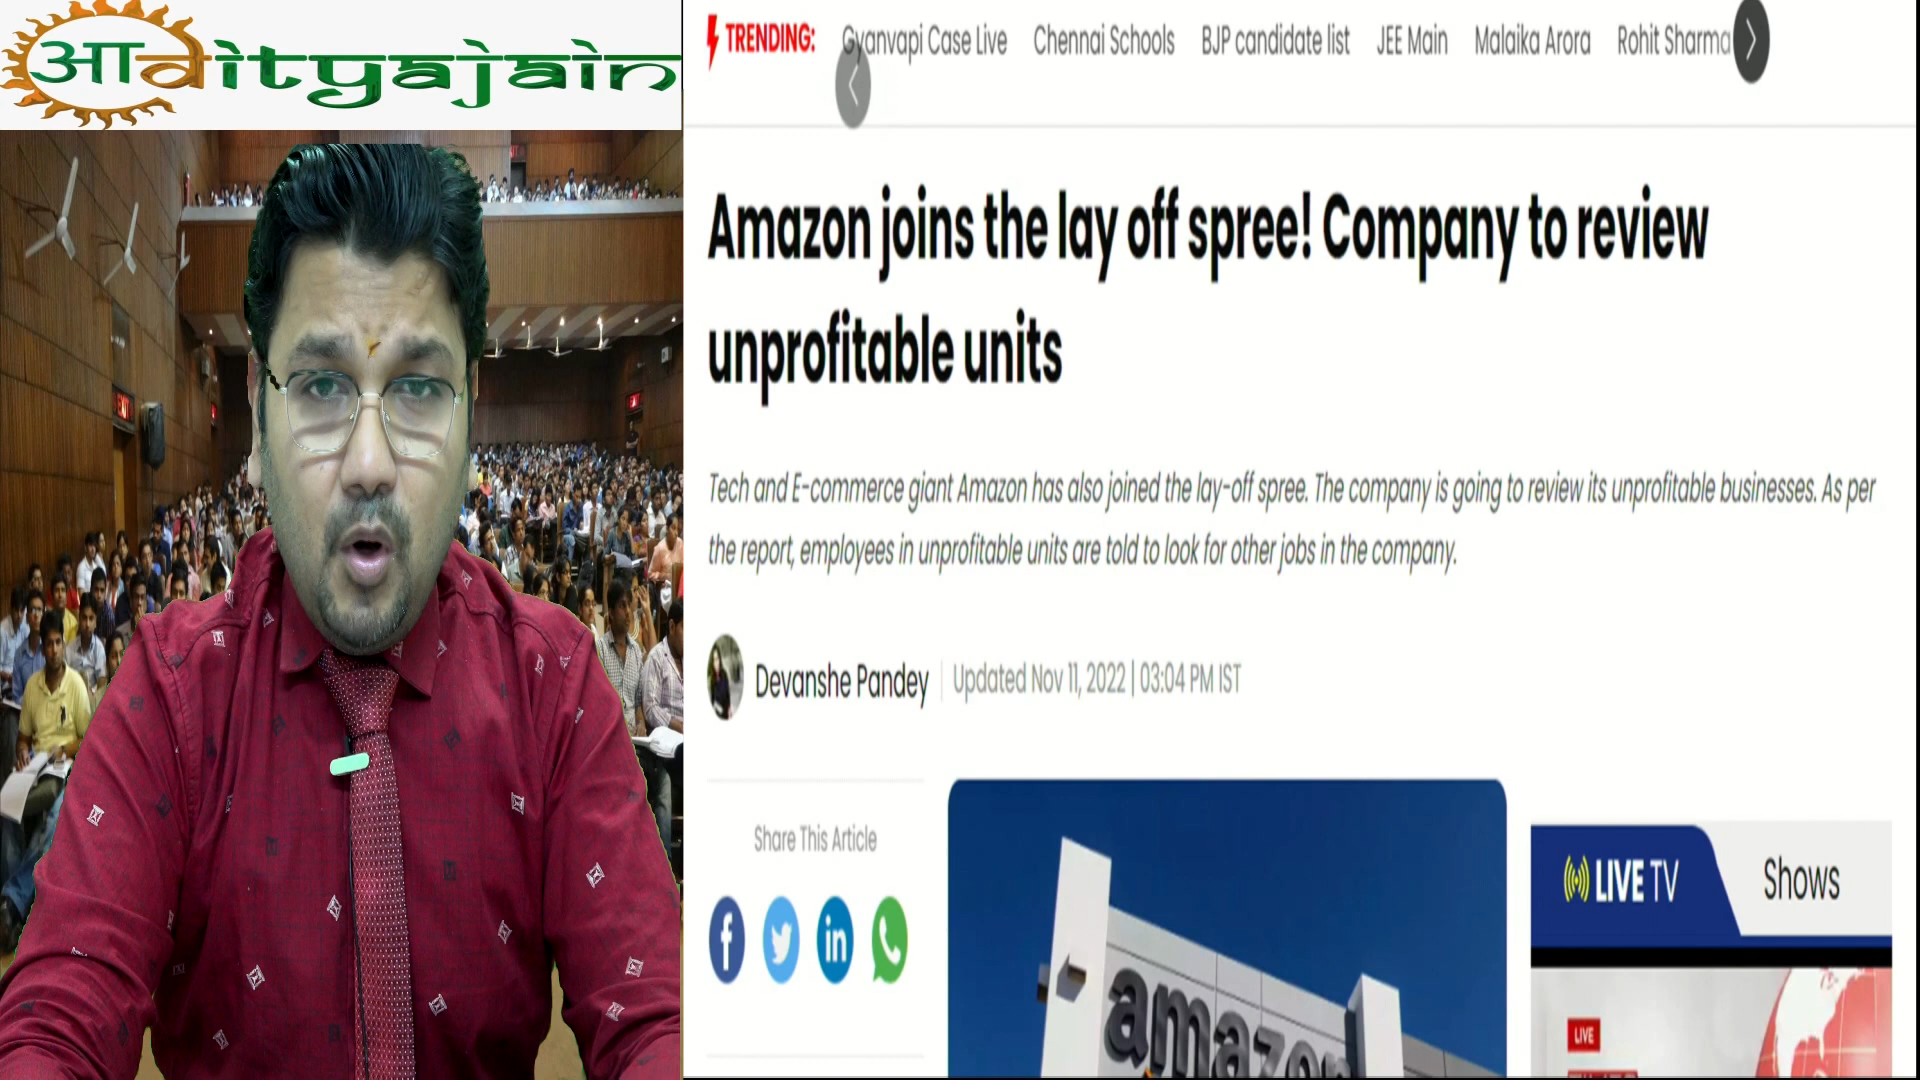 आdityajain
TRENDING: Gyanvapi Case Live Chennai Schools BJP candidate list JEE Main Malaika Arora Rohit Sharma
Amazon joins the lay off spree! Company to review
unprofitable units
Tech and E-commerce giant Amazon has also joined the lay-off spree. The company is going to review its unprofitable businesses. As per
the report, employees in unprofitable units are told to look for other jobs in the company.
Devanshe Pandey | Updated Nov 11, 2022 | 03:04 PM IST
Share This Article
amazon
LIVE TV Shows
LIVE
EXIT